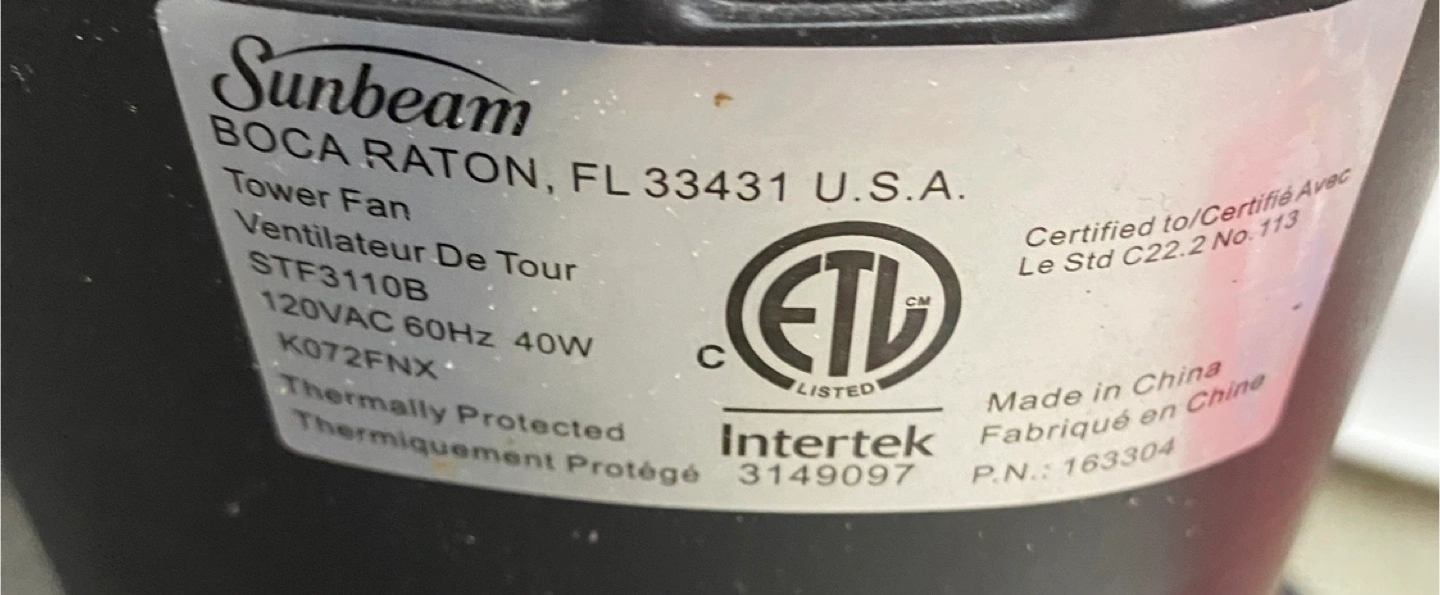 Sunbeam
BOCA RATON, FL 33431 U.S.A.
Tower Fan
Ventilateur De Tour
STF3110B
120VAC 60Hz 40W
K072FNX
Thermally Protected
Thermiquement Protégé
C
ETL
CM
LISTED
Intertek
3149097
Certified to/Certifié Avec
Le Std C22.2 No.113
Made in China
Fabriqué en Chine
P.N.: 163304